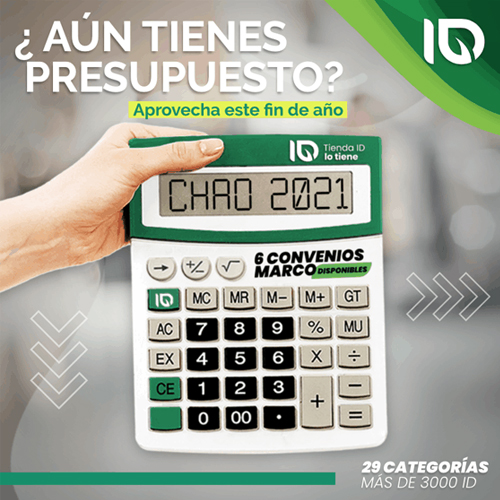 ¿ AÚN TIENES
PRESUPUESTO?
Aprovecha este fin de año
ID
ID Tienda ID
lo tiene
CHAO 2021
6 CONVENIOS
MARCO DISPONIBLES
→ +/- √
ID MC MR M- M+ GT
AC 7 8 9 % MU
EX 4 5 6 X ÷
CE 1 2 3 + -
0 00 . =
29 CATEGORÍAS
MÁS DE 3000 ID